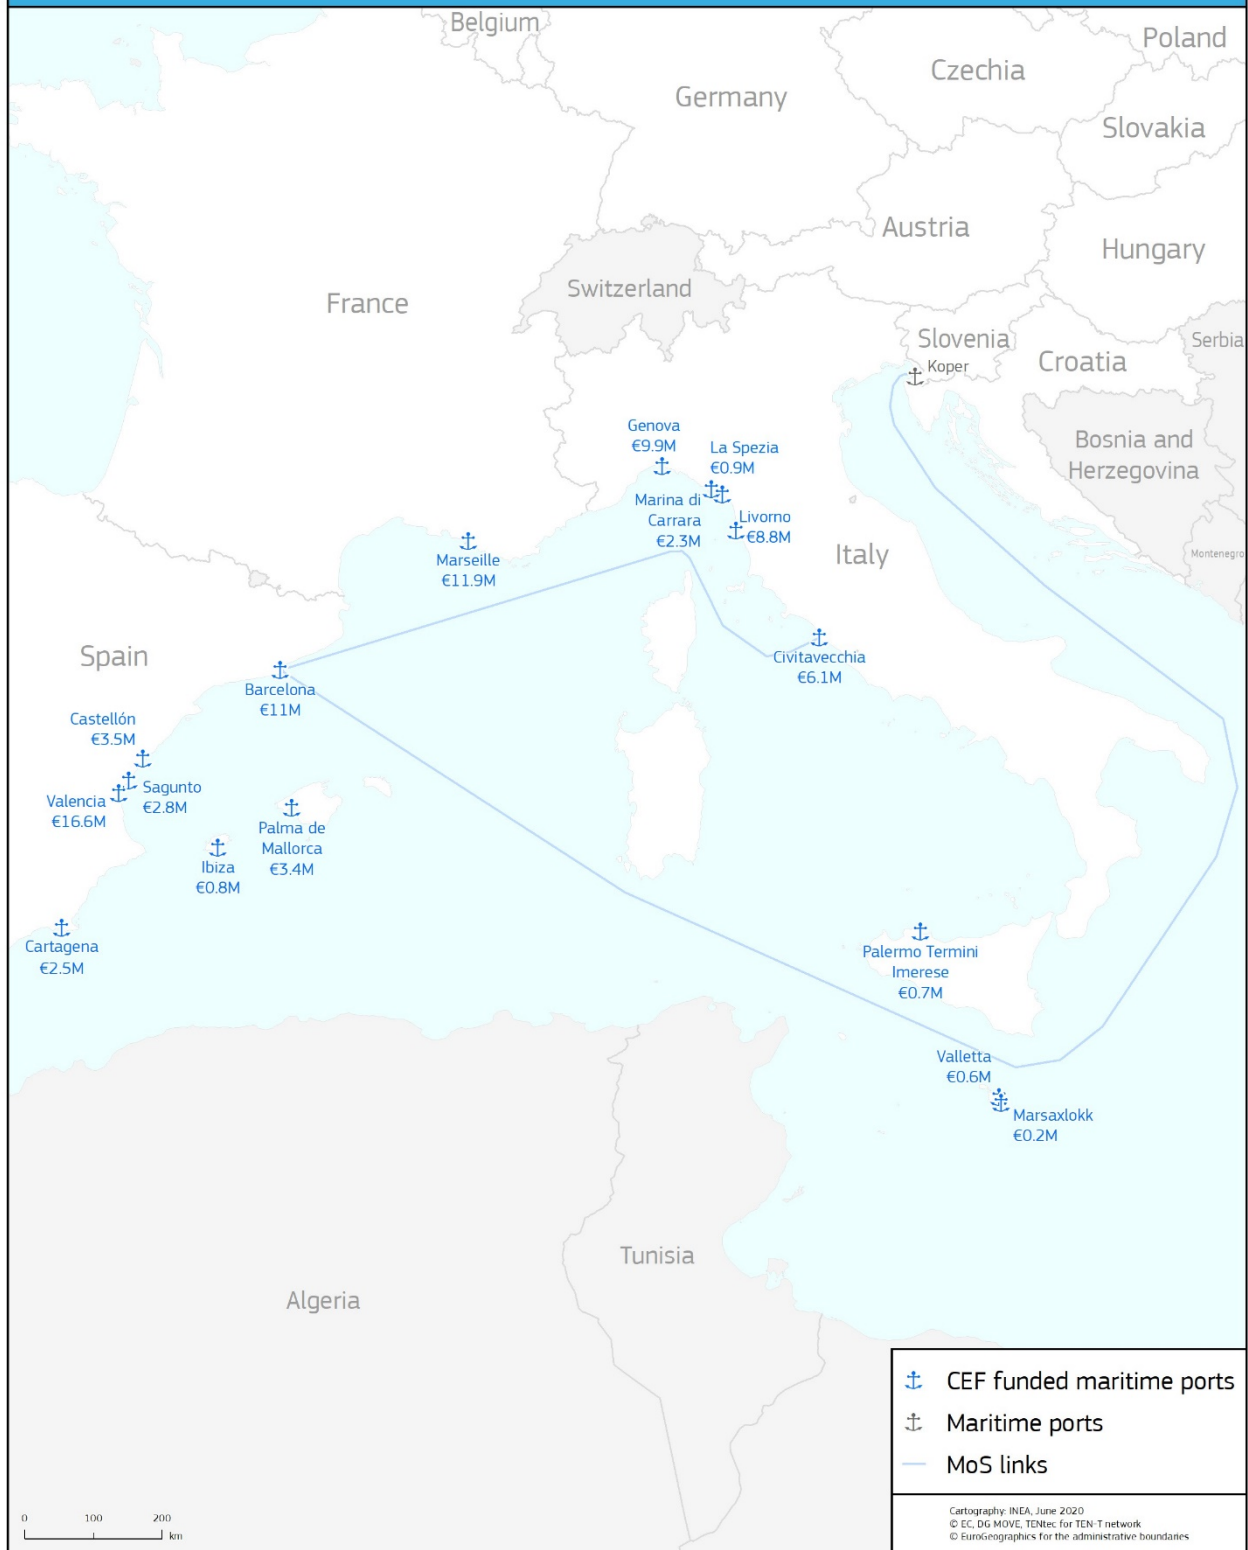 Belgium
Poland
Czechia
Germany
Slovakia
Austria
Hungary
Switzerland
France
Slovenia
Serbia
Croatia
Koper
Genova
€9.9M
La Spezia
€0.9M
Bosnia and
Herzegovina
Marina di
Carrara
€2.3M
Livorno
€8.8M
Italy
Montenegro
Marseille
€11.9M
Spain
Civitavecchia
€6.1M
Barcelona
€11M
Castellón
€3.5M
Sagunto
€2.8M
Valencia
€16.6M
Palma de
Mallorca
€3.4M
Ibiza
€0.8M
Cartagena
€2.5M
Palermo Termini
Imerese
€0.7M
Valletta
€0.6M
Marsaxlokk
€0.2M
Tunisia
Algeria
CEF funded maritime ports
Maritime ports
MoS links
Cartography: INEA, June 2020
© EC, DG MOVE, TENtec for TEN-T network
© EuroGeographics for the administrative boundaries
0 100 200
km